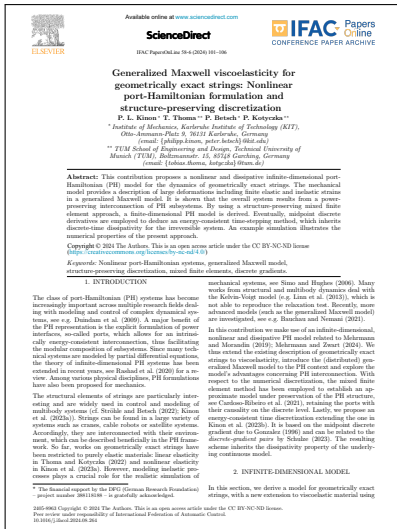 Available online at www.sciencedirect.com
ScienceDirect
ELSEVIER
IFAC PapersOnLine 58-6 (2024) 101–106
IFAC Papers Online
CONFERENCE PAPER ARCHIVE
Generalized Maxwell viscoelasticity for
geometrically exact strings: Nonlinear
port-Hamiltonian formulation and
structure-preserving discretization
P. L. Kinon * T. Thoma ** P. Betsch * P. Kotyczka **
* Institute of Mechanics, Karlsruhe Institute of Technology (KIT),
Otto-Ammann-Platz 9, 76131 Karlsruhe, Germany
(email: {philipp.kinon, peter.betsch}@kit.edu)
** TUM School of Engineering and Design, Technical University of
Munich (TUM), Boltzmannstr. 15, 85748 Garching, Germany
(email: {tobias.thoma, kotyczka}@tum.de)
Abstract: This contribution proposes a nonlinear and dissipative infinite-dimensional port-
Hamiltonian (PH) model for the dynamics of geometrically exact strings. The mechanical
model provides a description of large deformations including finite elastic and inelastic strains
in a generalized Maxwell model. It is shown that the overall system results from a power-
preserving interconnection of PH subsystems. By using a structure-preserving mixed finite
element approach, a finite-dimensional PH model is derived. Eventually, midpoint discrete
derivatives are employed to deduce an energy-consistent time-stepping method, which inherits
discrete-time dissipativity for the irreversible system. An example simulation illustrates the
numerical properties of the present approach.
Copyright © 2024 The Authors. This is an open access article under the CC BY-NC-ND license
(https://creativecommons.org/licenses/by-nc-nd/4.0/)
Keywords: Nonlinear port-Hamiltonian systems, generalized Maxwell model,
structure-preserving discretization, mixed finite elements, discrete gradients.
1. INTRODUCTION
The class of port-Hamiltonian (PH) systems has become
increasingly important across multiple research fields deal-
ing with modeling and control of complex dynamical sys-
tems, see e.g. Duindam et al. (2009). A major benefit of
the PH representation is the explicit formulation of power
interfaces, so-called ports, which allow for an intrinsi-
cally energy-consistent interconnection, thus facilitating
the modular composition of subsystems. Since many tech-
nical systems are modeled by partial differential equations,
the theory of infinite-dimensional PH systems has been
extended in recent years, see Rashad et al. (2020) for a re-
view. Among various physical disciplines, PH formulations
have also been proposed for mechanics.
The structural elements of strings are particularly inter-
esting and are widely used in control and modeling of
multibody systems (cf. Ströhle and Betsch (2022); Kinon
et al. (2023a)). Strings can be found in a large variety of
systems such as cranes, cable robots or satellite systems.
Accordingly, they are interconnected with their environ-
ment, which can be described beneficially in the PH frame-
work. So far, works on geometrically exact strings have
been restricted to purely elastic materials: linear elasticity
in Thoma and Kotyczka (2022) and nonlinear elasticity
in Kinon et al. (2023a). However, modeling inelastic pro-
cesses plays a crucial role for the realistic simulation of
* The financial support by the DFG (German Research Foundation)
– project number 388118188 – is gratefully acknowledged.
mechanical systems, see Simo and Hughes (2006). Many
works from structural and multibody dynamics deal with
the Kelvin-Voigt model (e.g. Linn et al. (2013)), which is
not able to reproduce the relaxation test. Recently, more
advanced models (such as the generalized Maxwell model)
are investigated, see e.g. Bauchau and Nemani (2021).
In this contribution we make use of an infinite-dimensional,
nonlinear and dissipative PH model related to Mehrmann
and Morandin (2019); Mehrmann and Zwart (2024). We
thus extend the existing description of geometrically exact
strings to viscoelasticity, introduce the (distributed) gen-
eralized Maxwell model to the PH context and explore the
model's advantages concerning PH interconnection. With
respect to the numerical discretization, the mixed finite
element method has been employed to establish an ap-
proximate model under preservation of the PH structure,
see Cardoso-Ribeiro et al. (2021), retaining the ports with
their causality on the discrete level. Lastly, we propose an
energy-consistent time discretization extending the one in
Kinon et al. (2023b). It is based on the midpoint discrete
gradient due to Gonzalez (1996) and can be related to the
discrete-gradient pairs by Schulze (2023). The resulting
scheme inherits the dissipativity property of the underly-
ing continuous model.
2. INFINITE-DIMENSIONAL MODEL
In this section, we derive a model for geometrically exact
strings, with a new extension to viscoelastic material using
2405-8963 Copyright © 2024 The Authors. This is an open access article under the CC BY-NC-ND license.
Peer review under responsibility of International Federation of Automatic Control.
10.1016/j.ifacol.2024.08.264